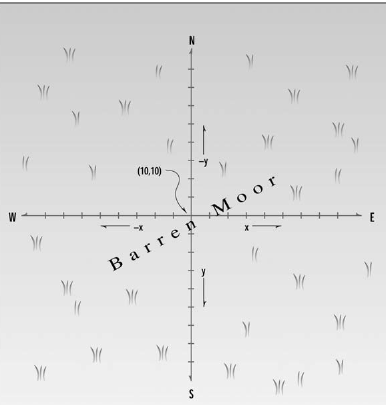 N
-y
(10,10)
W
E
-x
x
Barren Moor
y
S